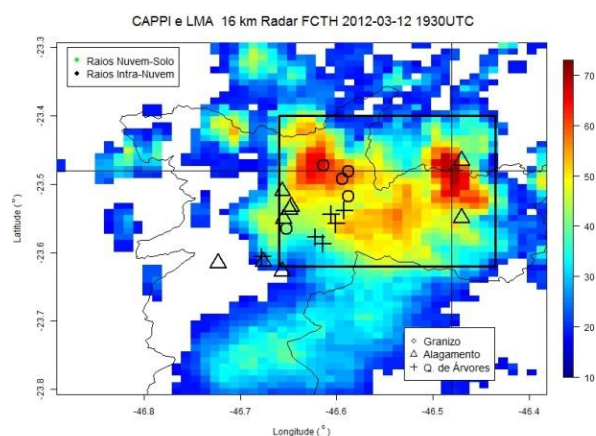 CAPPI e LMA 16 km Radar FCTH 2012-03-12 1930UTC
Raios Nuvem-Solo
Raios Intra-Nuvem
Granizo
Alagamento
Q. de Árvores
Latitude (°)
-23.3
-23.4
-23.5
-23.6
-23.7
-23.8
-46.8
-46.7
-46.6
-46.5
-46.4
Longitude (°)
70
60
50
40
30
20
10